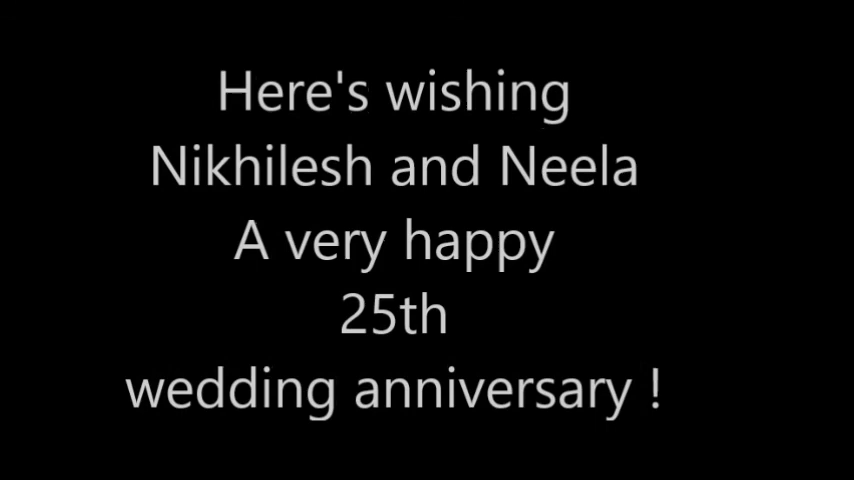 Here's wishing
Nikhilesh and Neela
A very happy
25th
wedding anniversary !